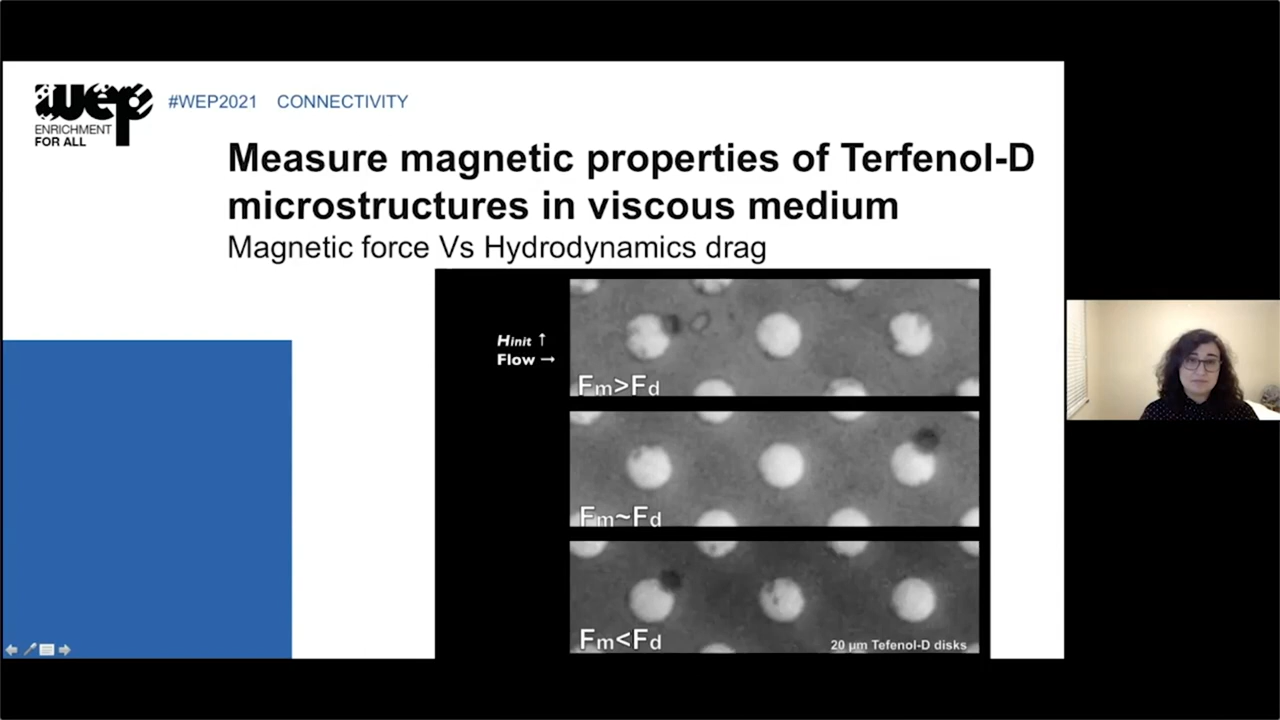 wep
ENRICHMENT
FOR ALL
#WEP2021 CONNECTIVITY
Measure magnetic properties of Terfenol-D
microstructures in viscous medium
Magnetic force Vs Hydrodynamics drag
Hinit ↑
Flow →
Fm>Fd
Fm~Fd
Fm<Fd
20 µm Tefenol-D disks